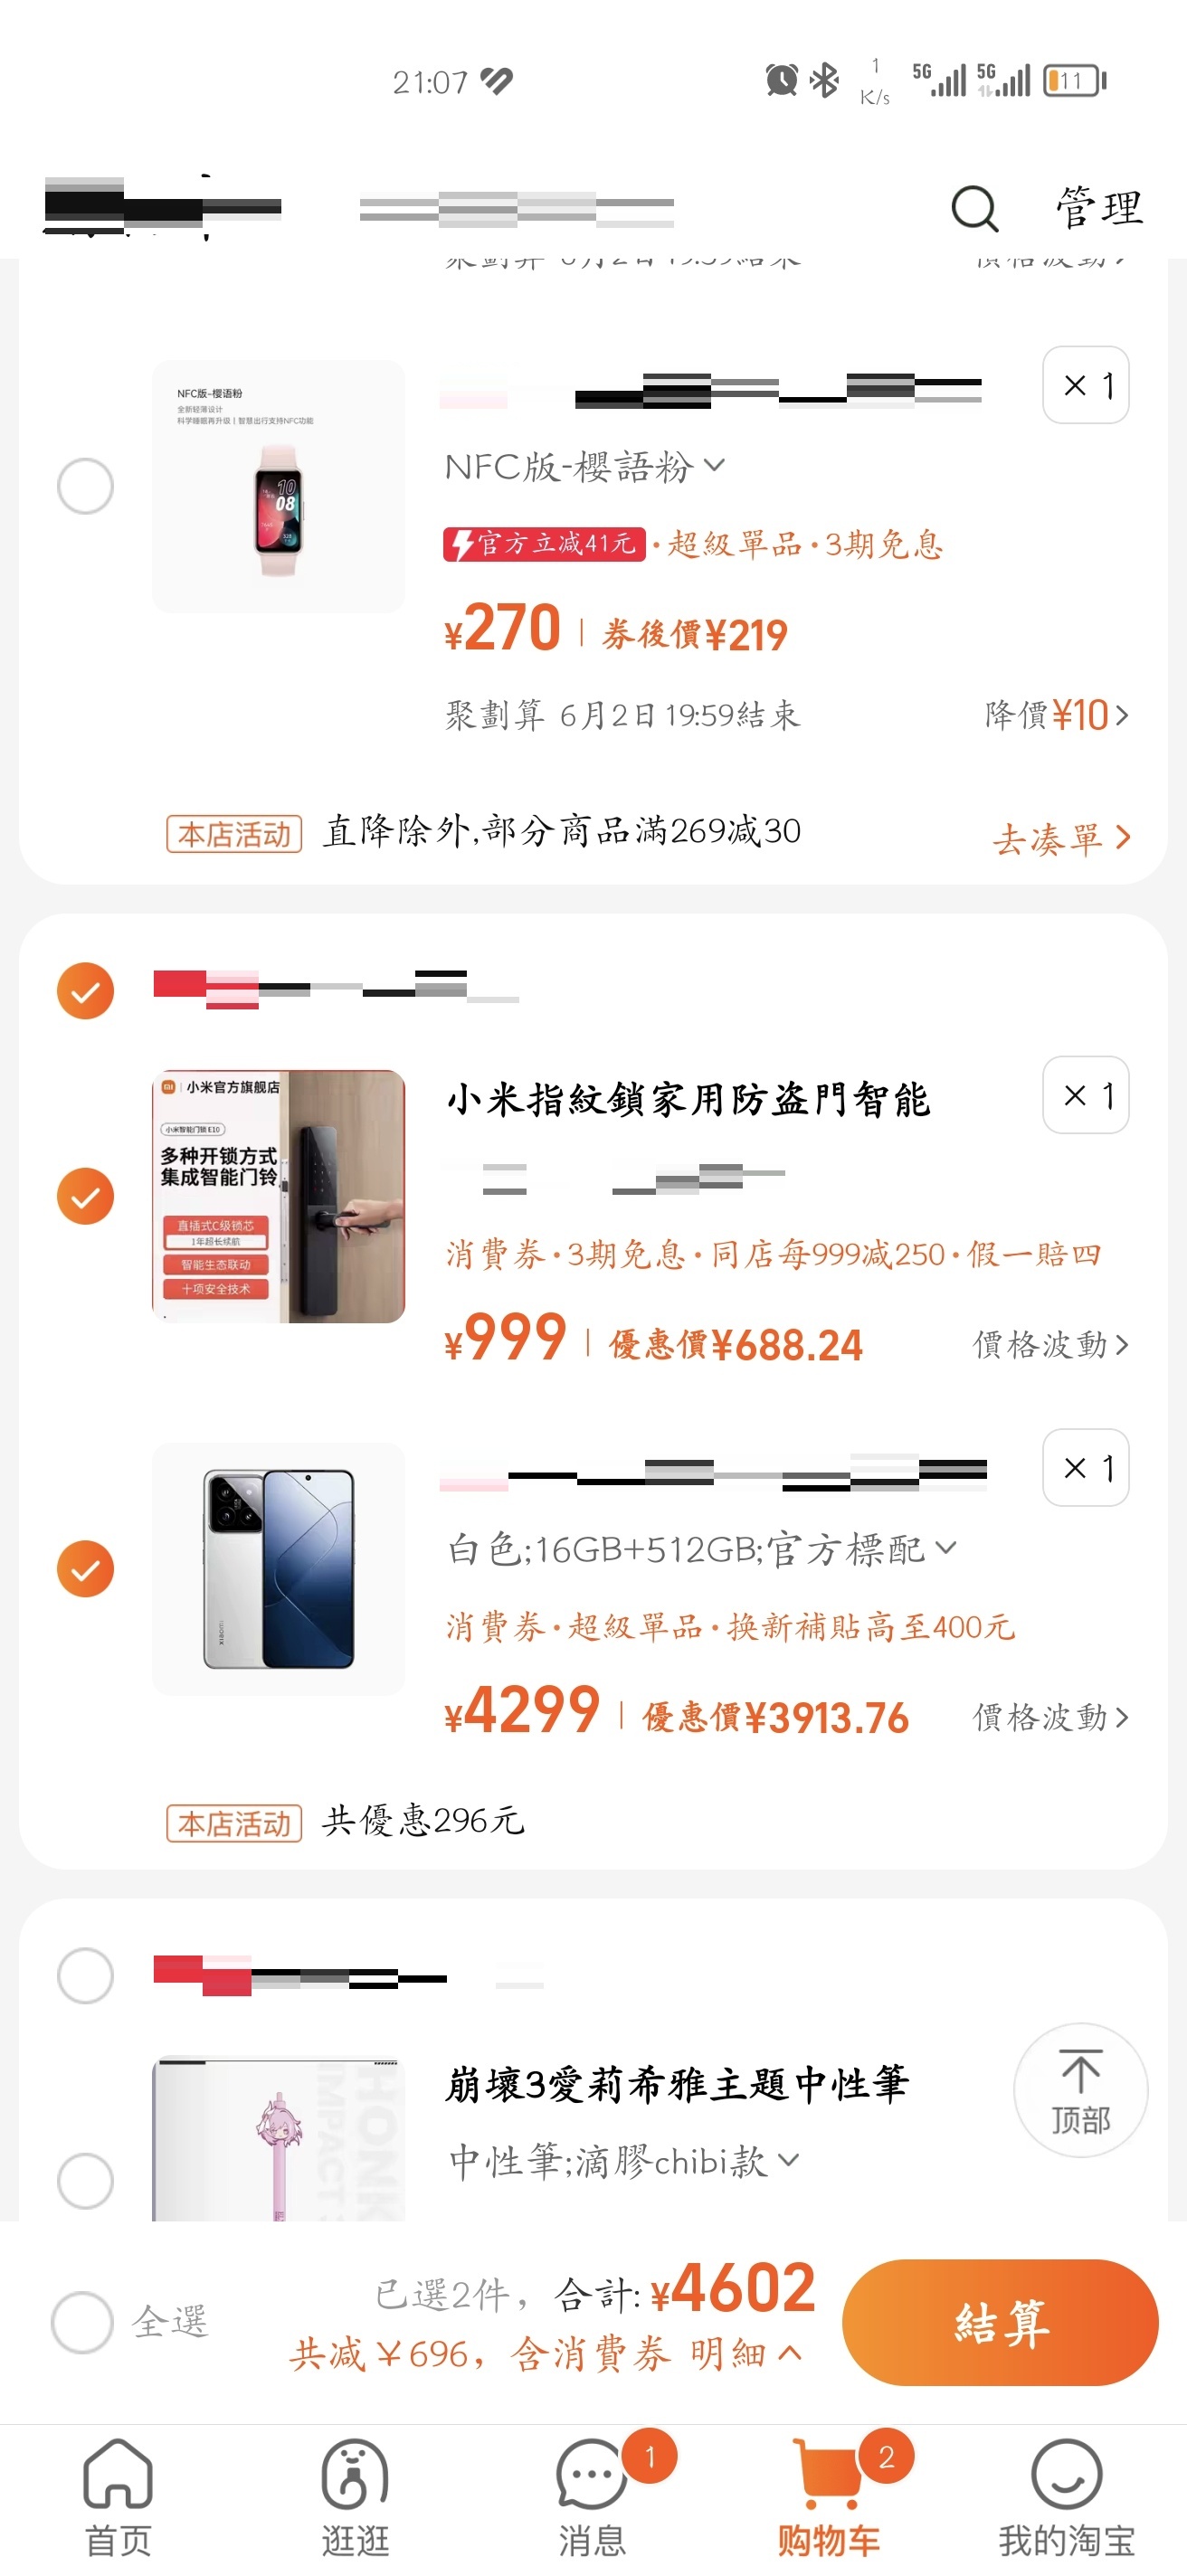 21:07
1
K/s
5G
5G
11
管理
NFC版-樱语粉
全新轻薄设计
科学睡眠再升级 | 智慧出行支持NFC功能
10
08
× 1
NFC版-櫻語粉
官方立减41元·超級單品·3期免息
¥270 | 券後價¥219
聚劃算 6月2日19:59結束
降價¥10 >
本店活动 直降除外,部分商品滿269减30
去凑單 >
小米官方旗舰店
小米智能门锁 E10
多种开锁方式
集成智能门铃
直插式C级锁芯
1年超长续航
智能生态联动
十项安全技术
小米指紋鎖家用防盗門智能
× 1
消費券·3期免息·同店每999减250·假一賠四
¥999 | 優惠價¥688.24
價格波動 >
XIAOMI
× 1
白色;16GB+512GB;官方標配
消費券·超級單品·换新補貼高至400元
¥4299 | 優惠價¥3913.76
價格波動 >
本店活动 共優惠296元
HONK
IMPACT
崩壞3愛莉希雅主題中性筆
中性筆;滴膠chibi款
顶部
全選
已選2件，合計: ¥4602
共减￥696，含消費券 明細
結算
1
2
首页
逛逛
消息
购物车
我的淘宝